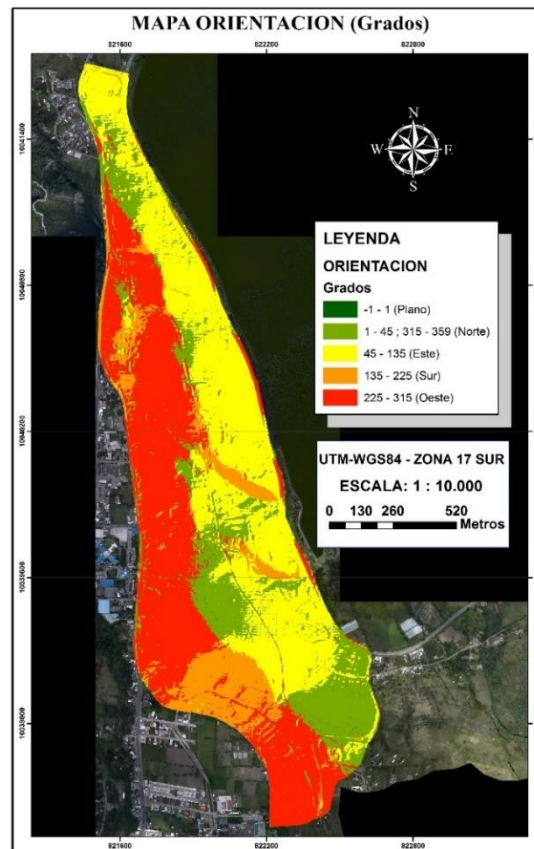 MAPA ORIENTACION (Grados)
821600 822200 822800
N
W E
S
LEYENDA
ORIENTACION
Grados
-1 - 1 (Plano)
1 - 45 ; 315 - 359 (Norte)
45 - 135 (Este)
135 - 225 (Sur)
225 - 315 (Oeste)
UTM-WGS84 - ZONA 17 SUR
ESCALA: 1 : 10.000
0 130 260 520
Metros
10041400
10040200
821600 822200 822800